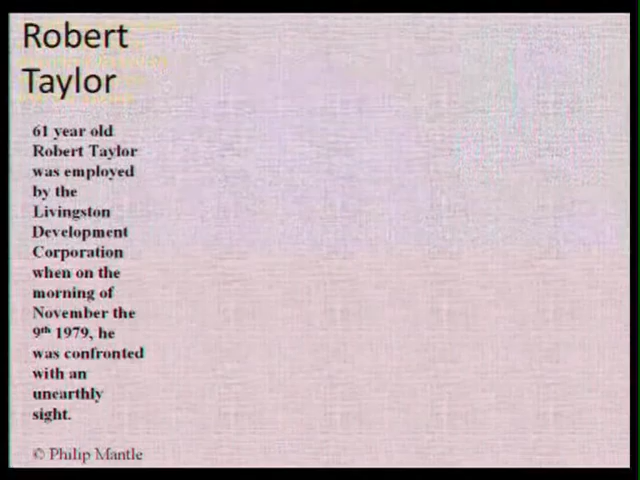 Robert
Taylor
61 year old
Robert Taylor
was employed
by the
Livingston
Development
Corporation
when on the
morning of
November the
9th 1979, he
was confronted
with an
unearthly
sight.
© Philip Mantle